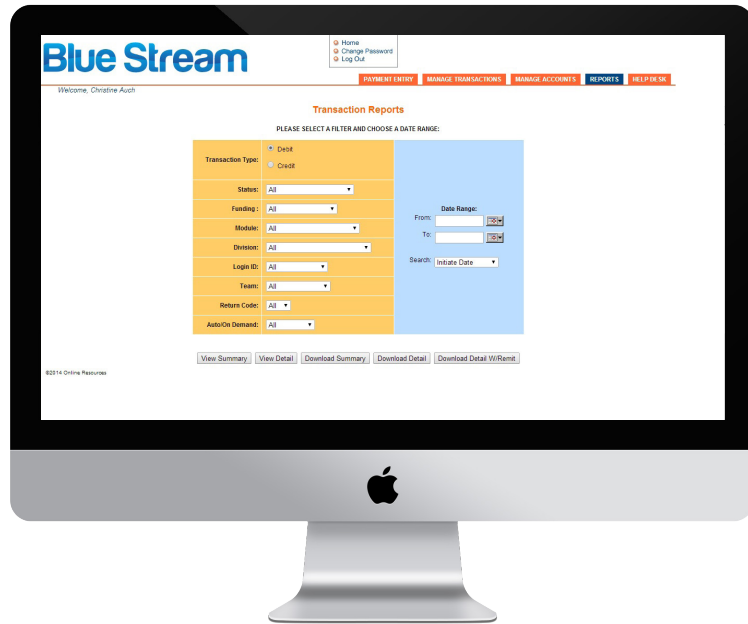 Blue Stream
Home
Change Password
Log Out
PAYMENT ENTRY MANAGE TRANSACTIONS MANAGE ACCOUNTS REPORTS HELP DESK
Welcome, Christine Auch
Transaction Reports
PLEASE SELECT A FILTER AND CHOOSE A DATE RANGE:
Transaction Type: Debit
Credit
Status: All
Funding : All
Module: All
Division: All
Login ID: All
Team: All
Return Code: All
Auto/On Demand: All
Date Range:
From:
To:
Search: Initiate Date
View Summary View Detail Download Summary Download Detail Download Detail W/Remit
©2014 Online Resources